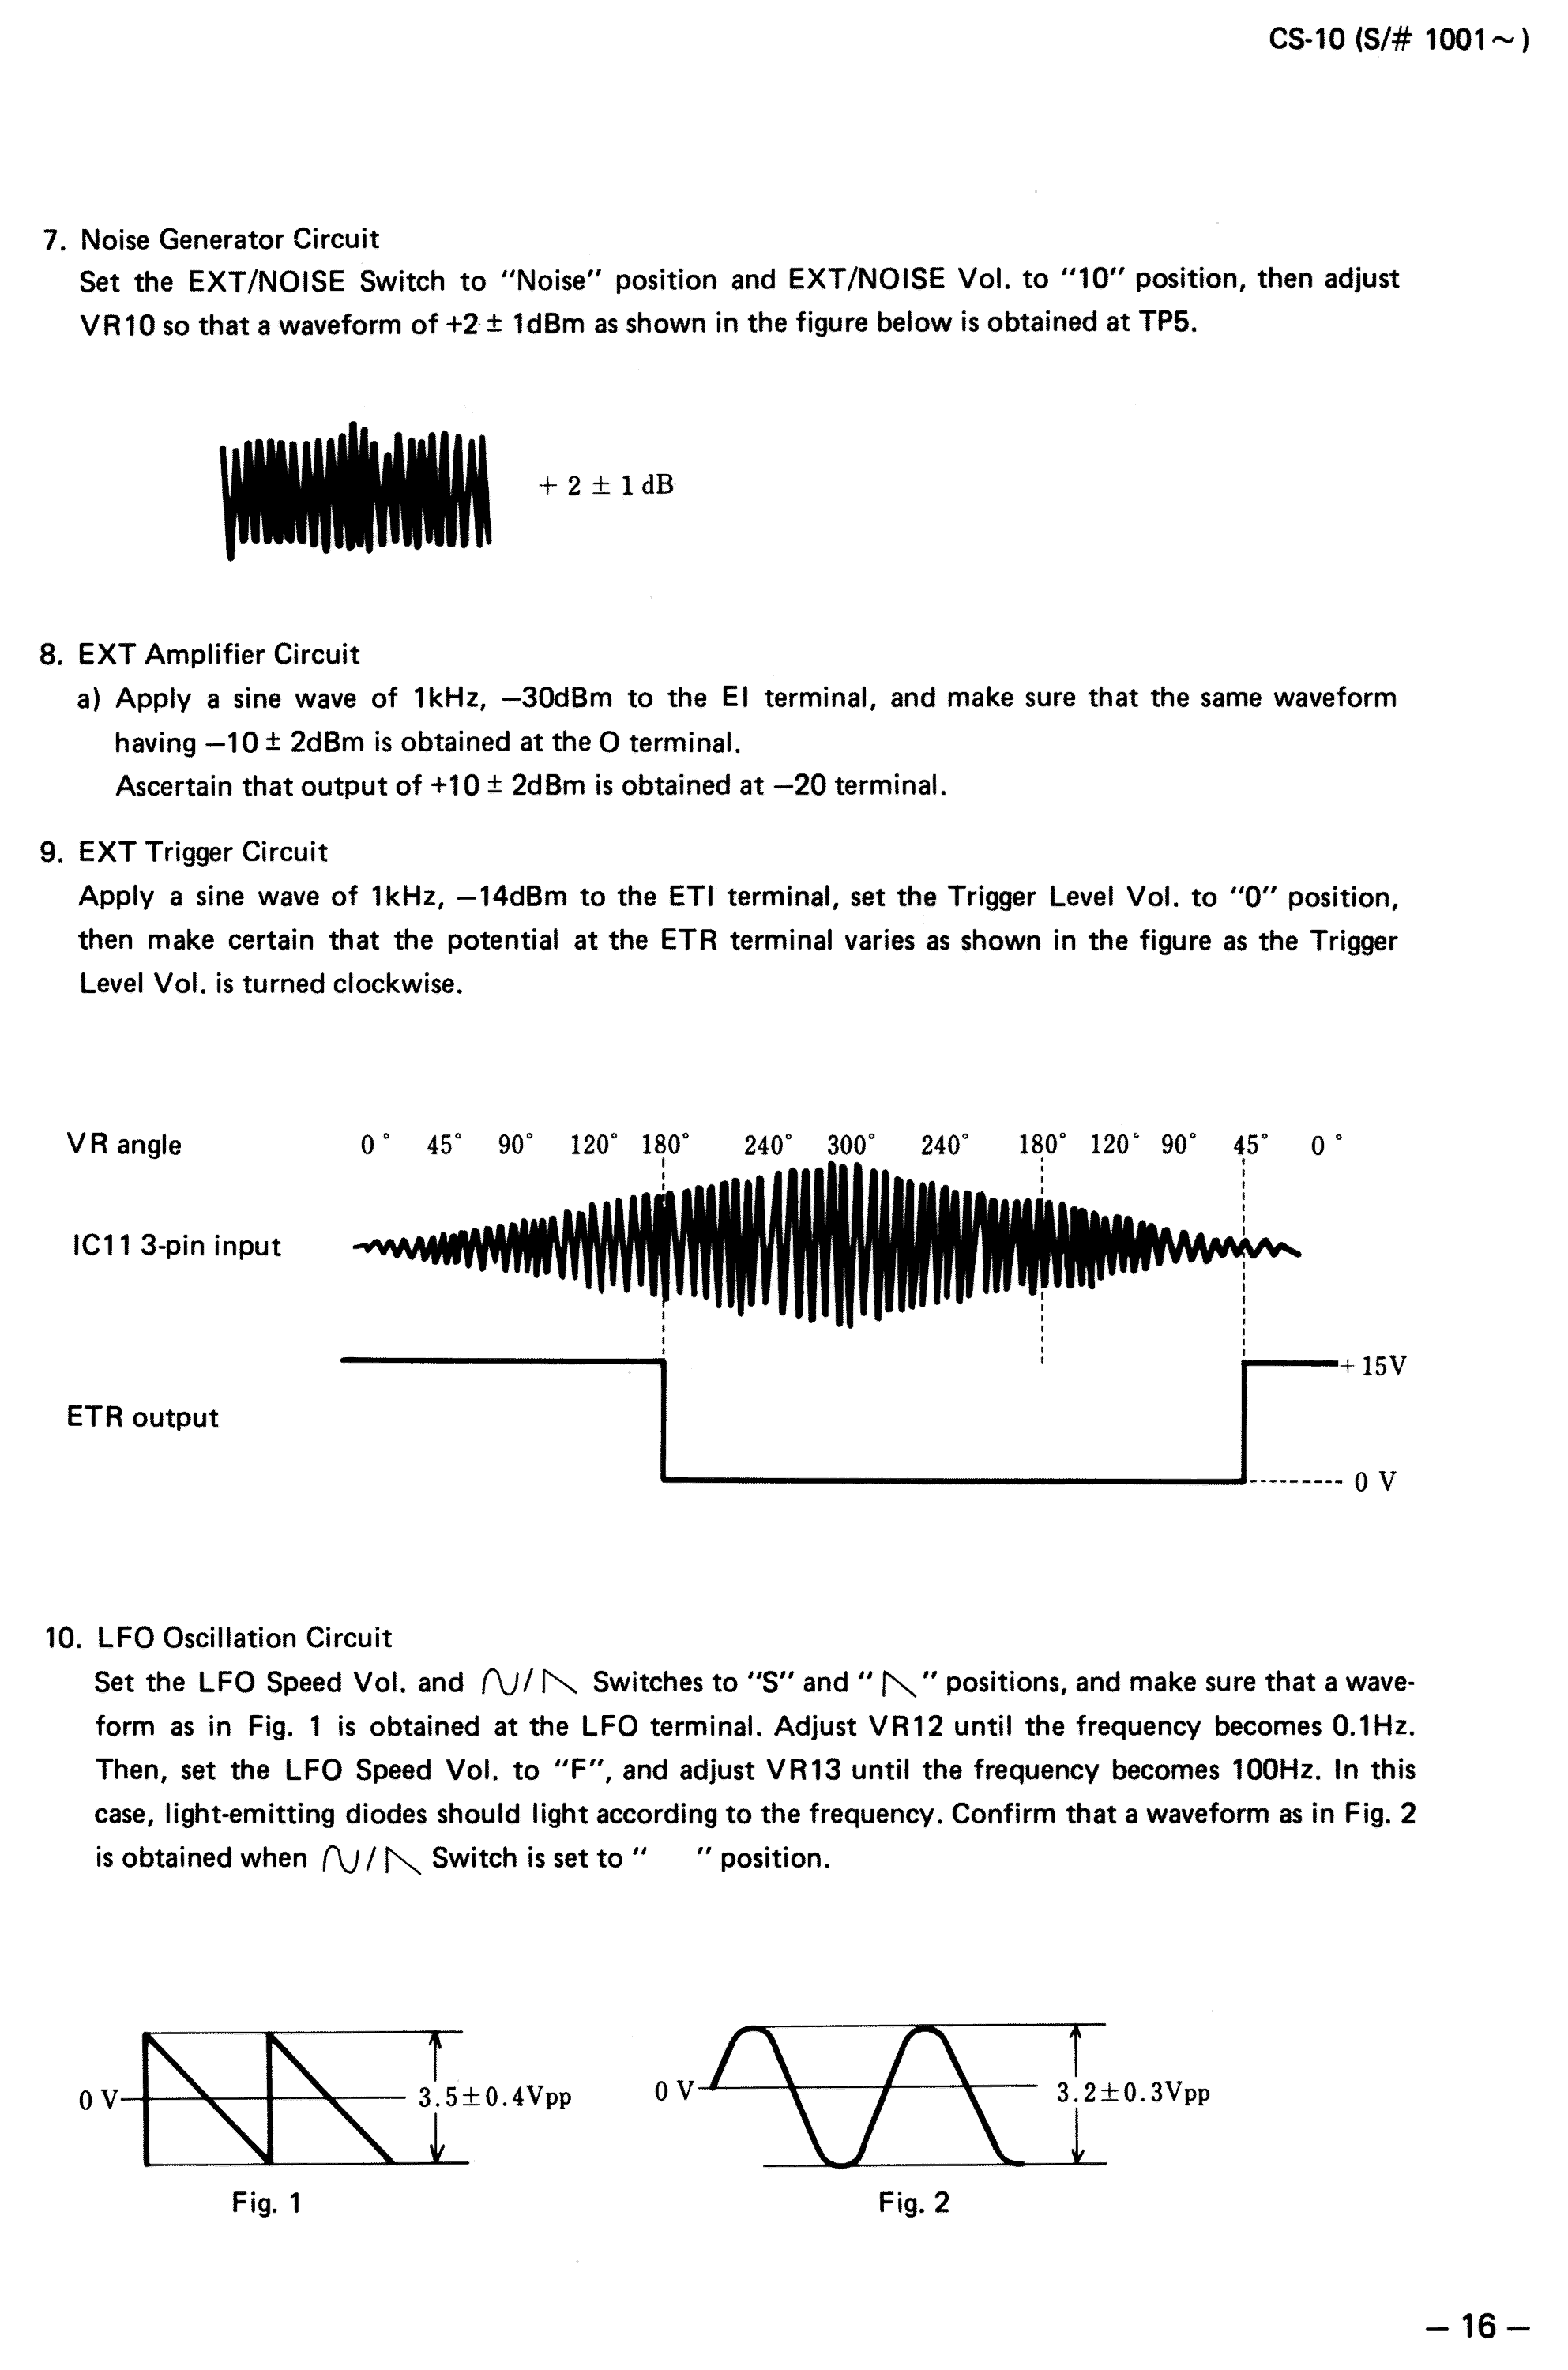 CS-10 (S/# 1001～)
7. Noise Generator Circuit
Set the EXT/NOISE Switch to "Noise" position and EXT/NOISE Vol. to "10" position, then adjust
VR10 so that a waveform of +2 ± 1dBm as shown in the figure below is obtained at TP5.
+ 2 ± 1 dB
8. EXT Amplifier Circuit
a) Apply a sine wave of 1kHz, −30dBm to the EI terminal, and make sure that the same waveform
having −10 ± 2dBm is obtained at the O terminal.
Ascertain that output of +10 ± 2dBm is obtained at −20 terminal.
9. EXT Trigger Circuit
Apply a sine wave of 1kHz, −14dBm to the ETI terminal, set the Trigger Level Vol. to "0" position,
then make certain that the potential at the ETR terminal varies as shown in the figure as the Trigger
Level Vol. is turned clockwise.
VR angle 0° 45° 90° 120° 180° 240° 300° 240° 180° 120° 90° 45° 0°
IC11 3-pin input
+ 15V
ETR output
0 V
10. LFO Oscillation Circuit
Set the LFO Speed Vol. and / Switches to "S" and " " positions, and make sure that a wave-
form as in Fig. 1 is obtained at the LFO terminal. Adjust VR12 until the frequency becomes 0.1Hz.
Then, set the LFO Speed Vol. to "F", and adjust VR13 until the frequency becomes 100Hz. In this
case, light-emitting diodes should light according to the frequency. Confirm that a waveform as in Fig. 2
is obtained when / Switch is set to " " position.
0 V 3.5±0.4Vpp 0 V 3.2±0.3Vpp
Fig. 1 Fig. 2
— 16 —